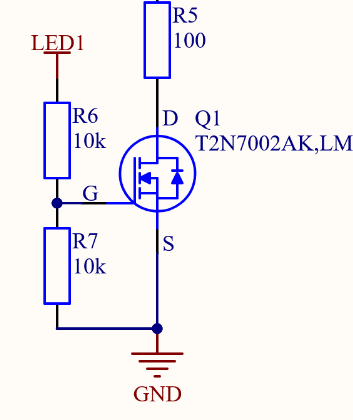 R5
100
LED1
R6
10k
D
Q1
T2N7002AK,LM
G
R7
10k
S
GND